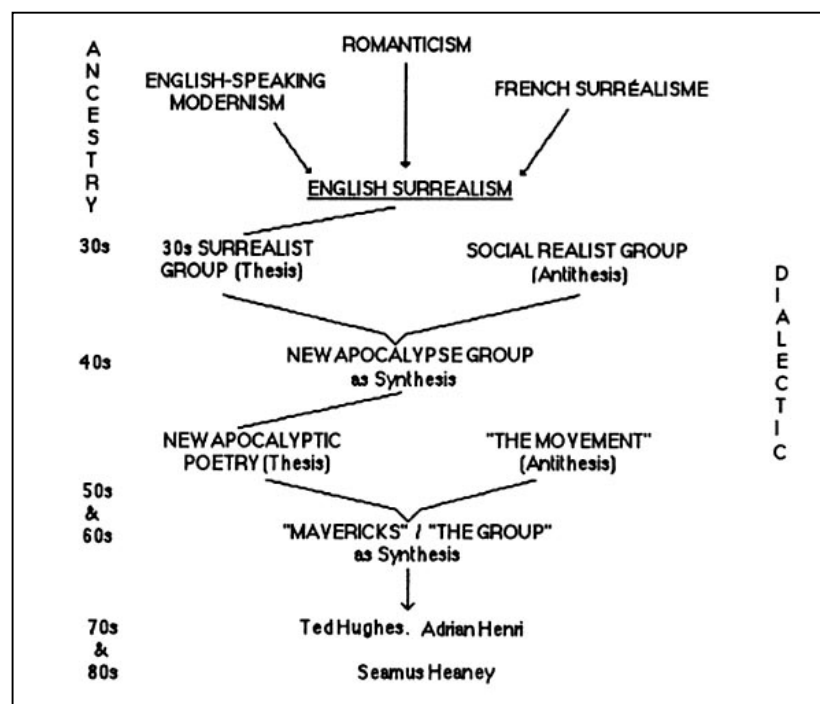 ANCESTRY
ROMANTICISM
ENGLISH-SPEAKING
MODERNISM
FRENCH SURRÉALISME
ENGLISH SURREALISM
30s
30s SURREALIST
GROUP (Thesis)
SOCIAL REALIST GROUP
(Antithesis)
DIALECTIC
40s
NEW APOCALYPSE GROUP
as Synthesis
NEW APOCALYPTIC
POETRY (Thesis)
"THE MOVEMENT"
(Antithesis)
50s
&
60s
"MAVERICKS" / "THE GROUP"
as Synthesis
70s
&
80s
Ted Hughes. Adrian Henri
Seamus Heaney